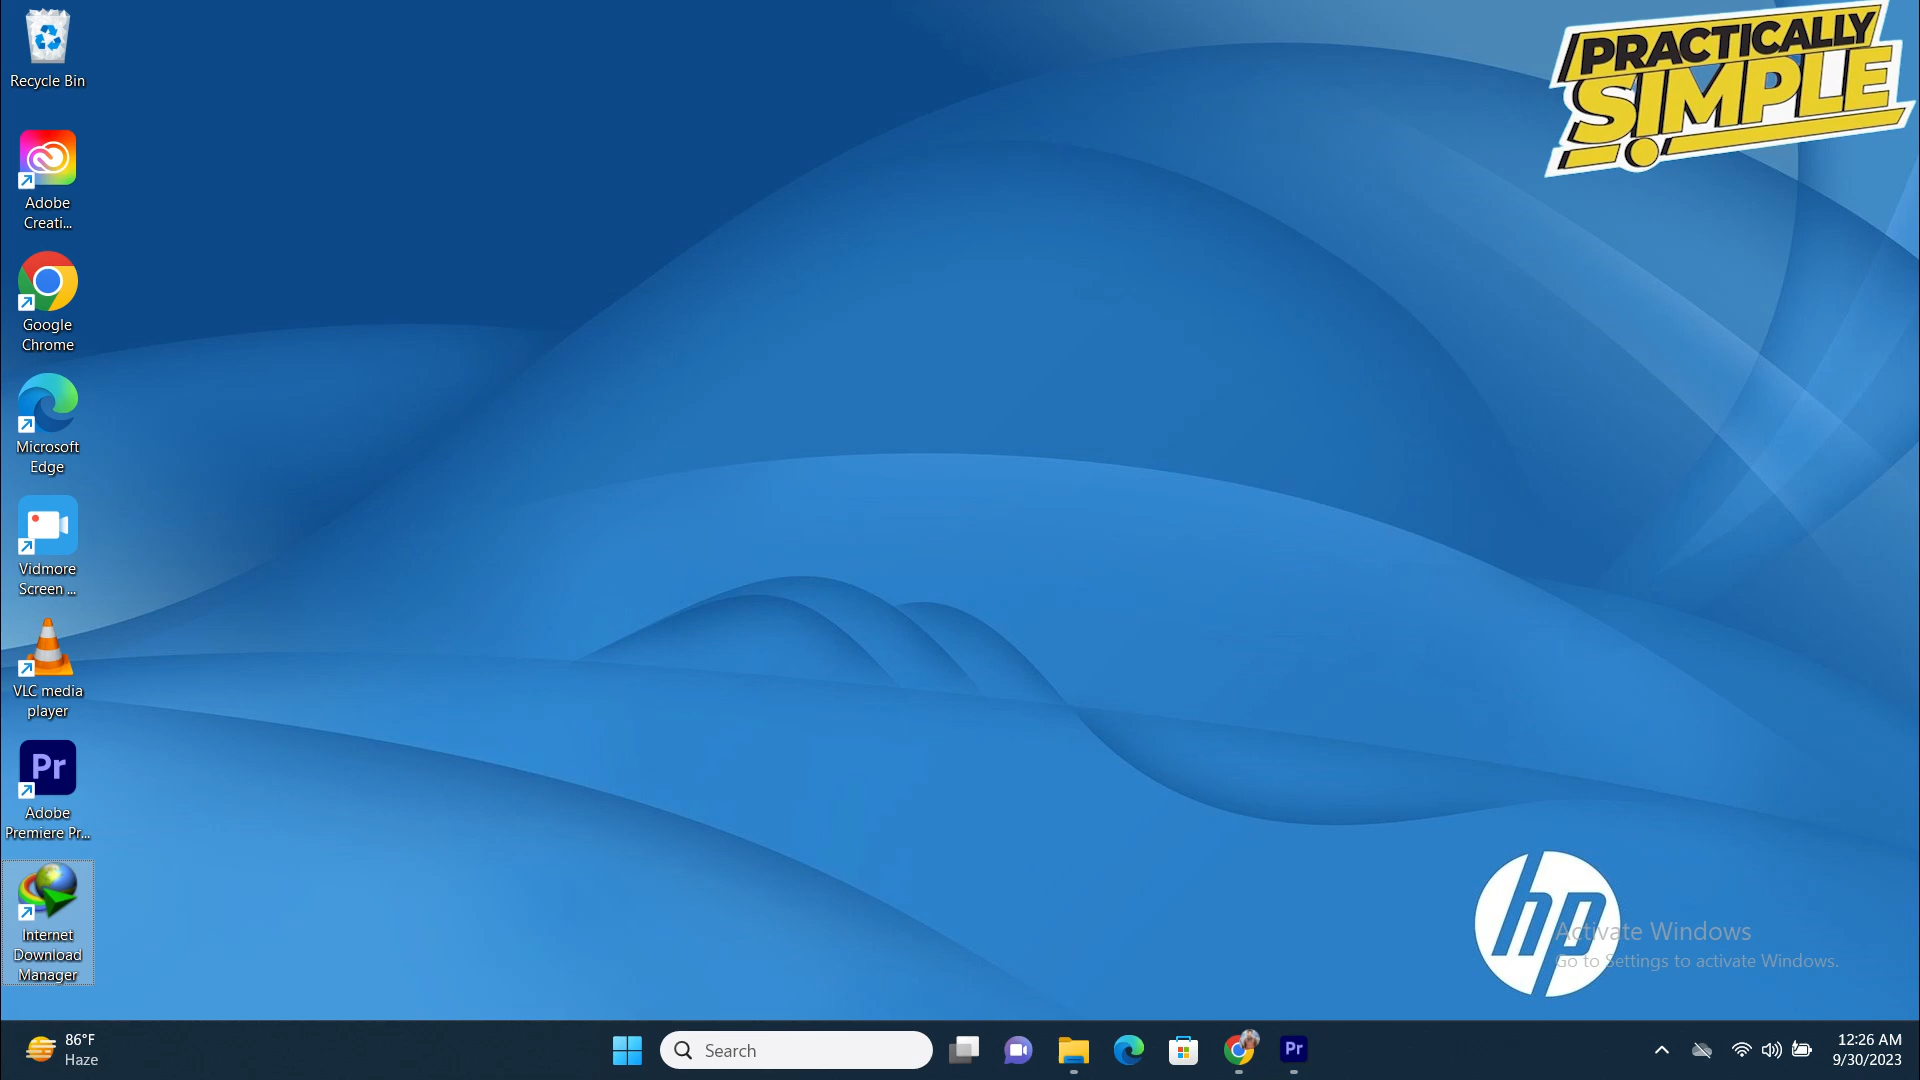 Recycle Bin
Adobe
Creati...
Google
Chrome
Microsoft
Edge
Vidmore
Screen ...
VLC media
player
Pr
Adobe
Premiere Pr...
Internet
Download
Manager
PRACTICALLY
SIMPLE
hp
Activate Windows
Go to Settings to activate Windows.
86°F
Haze
Search
Pr
12:26 AM
9/30/2023